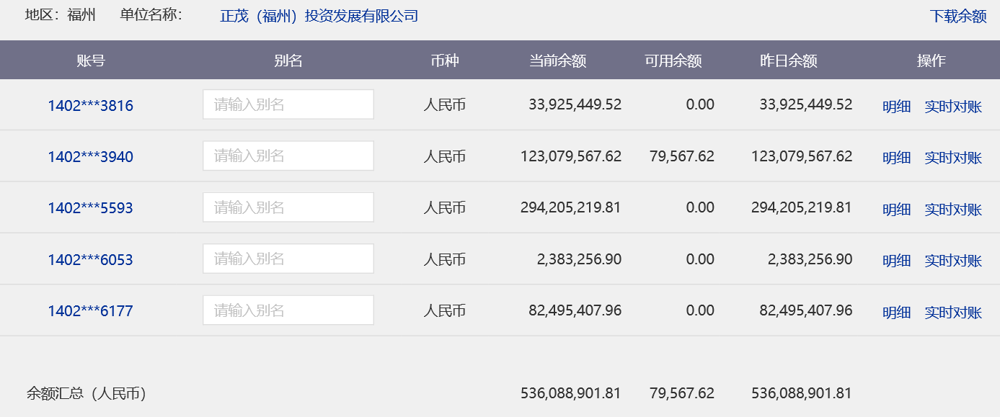 地区：福州 单位名称： 正茂（福州）投资发展有限公司 下载余额
账号 别名 币种 当前余额 可用余额 昨日余额 操作
1402***3816 请输入别名 人民币 33,925,449.52 0.00 33,925,449.52 明细 实时对账
1402***3940 请输入别名 人民币 123,079,567.62 79,567.62 123,079,567.62 明细 实时对账
1402***5593 请输入别名 人民币 294,205,219.81 0.00 294,205,219.81 明细 实时对账
1402***6053 请输入别名 人民币 2,383,256.90 0.00 2,383,256.90 明细 实时对账
1402***6177 请输入别名 人民币 82,495,407.96 0.00 82,495,407.96 明细 实时对账
余额汇总（人民币） 536,088,901.81 79,567.62 536,088,901.81